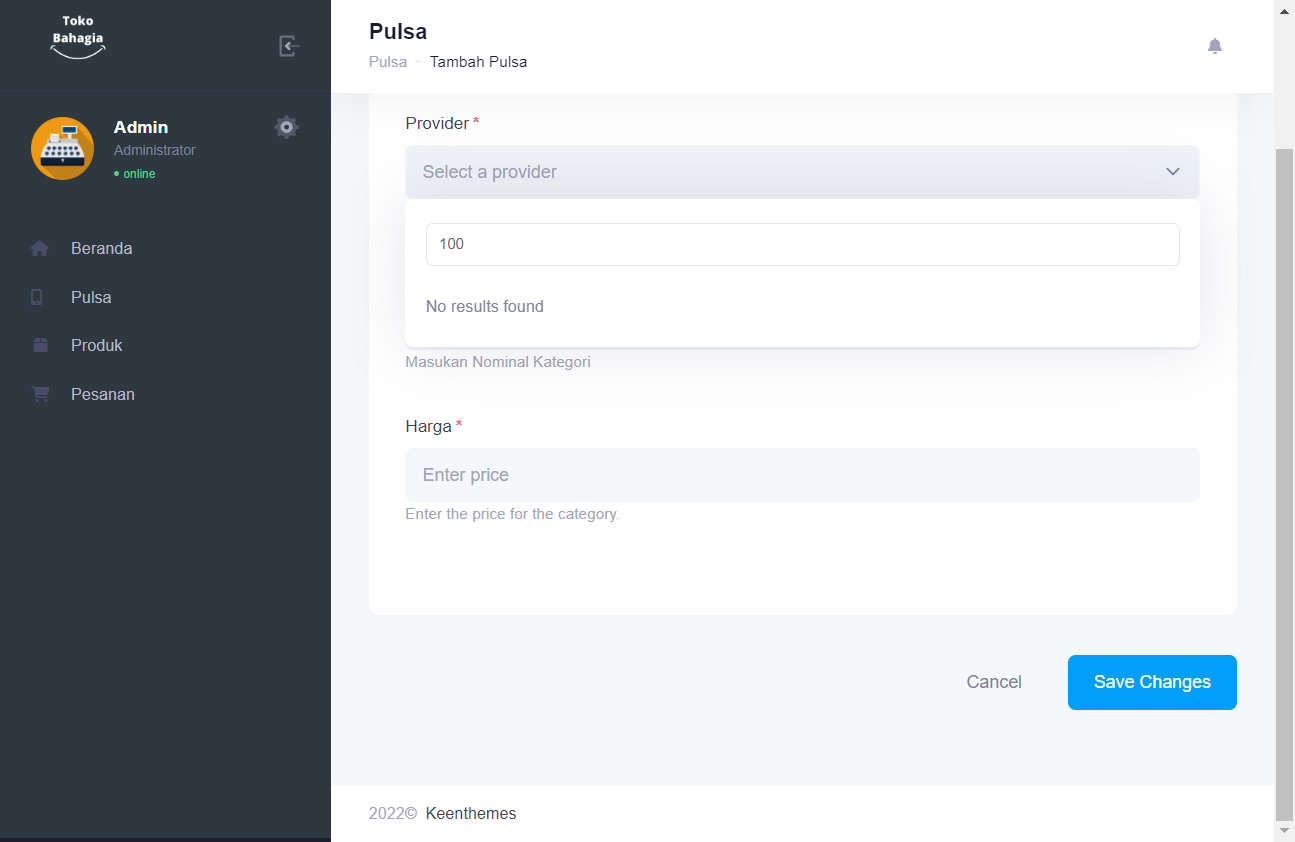 Toko
Bahagia
Admin
Administrator
online
Beranda
Pulsa
Produk
Pesanan
Pulsa
Pulsa - Tambah Pulsa
Provider *
Select a provider
100
No results found
Masukan Nominal Kategori
Harga *
Enter price
Enter the price for the category.
Cancel
Save Changes
2022© Keenthemes